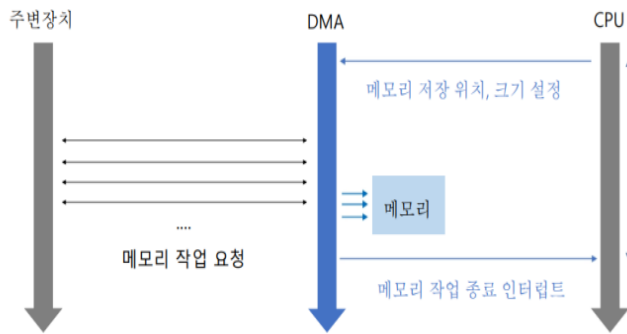 주변장치
DMA
CPU
메모리 저장 위치, 크기 설정
메모리
....
메모리 작업 요청
메모리 작업 종료 인터럽트